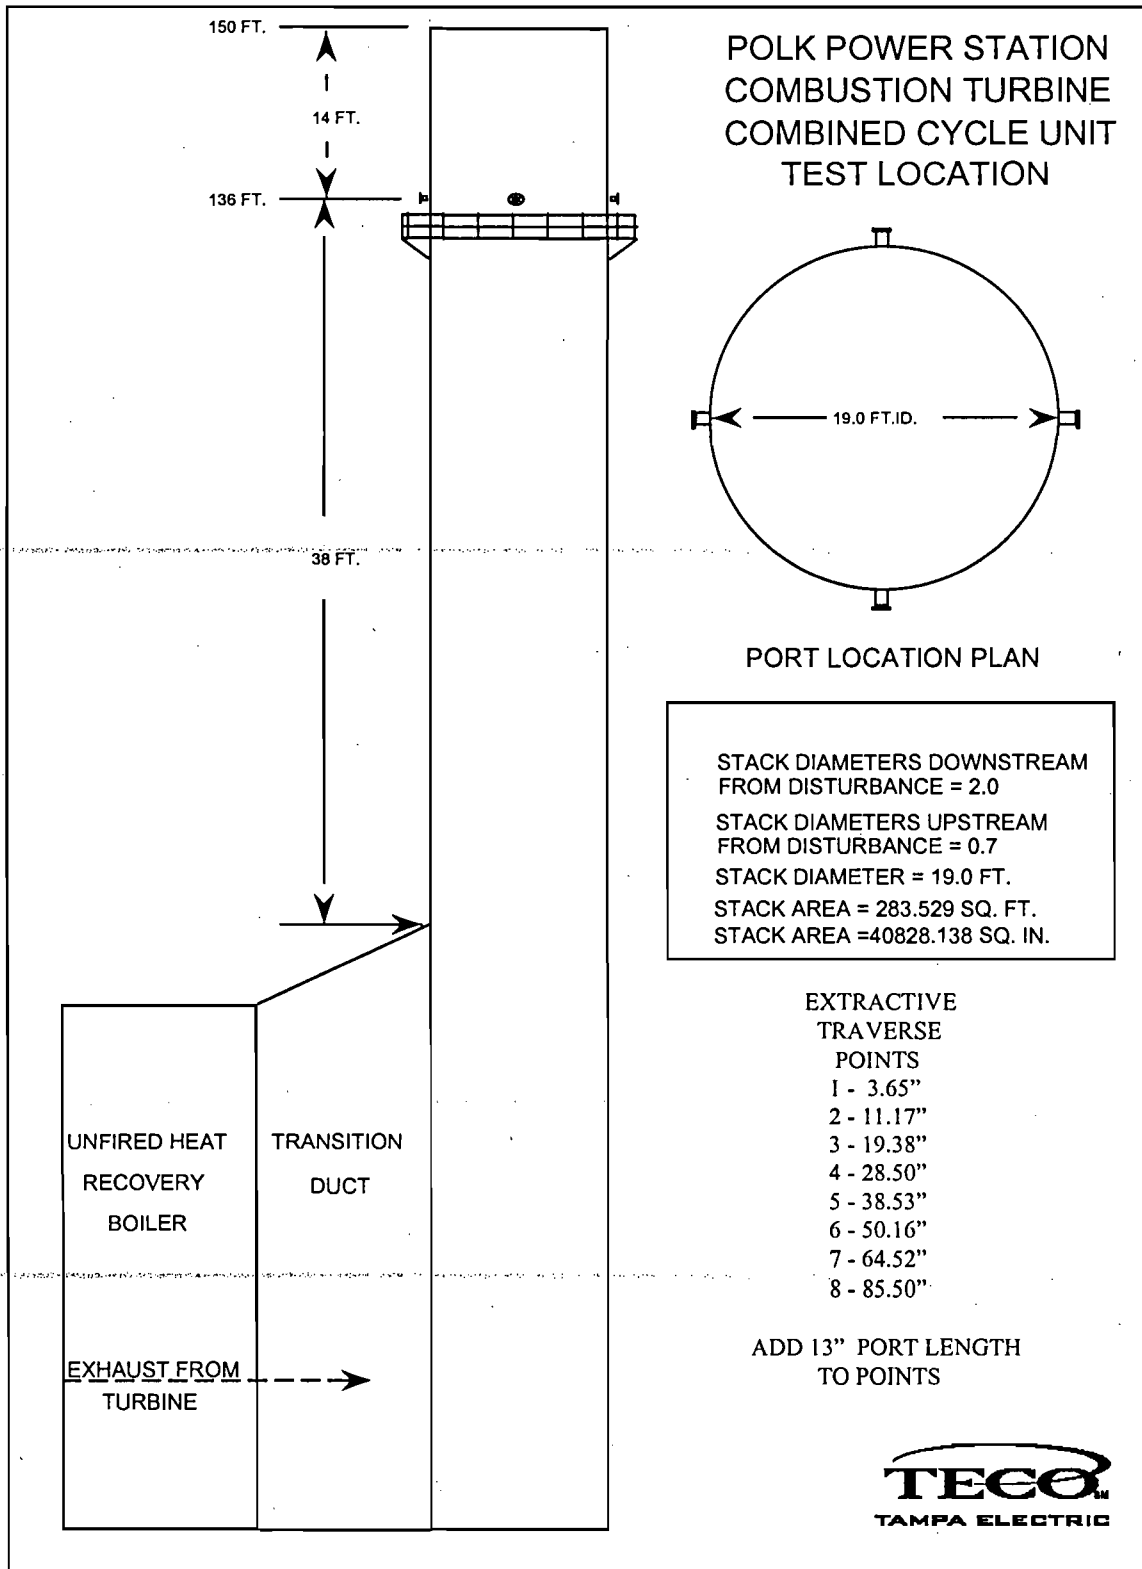 150 FT.
14 FT.
136 FT.
38 FT.
POLK POWER STATION
COMBUSTION TURBINE
COMBINED CYCLE UNIT
TEST LOCATION
19.0 FT.ID.
PORT LOCATION PLAN
STACK DIAMETERS DOWNSTREAM
FROM DISTURBANCE = 2.0
STACK DIAMETERS UPSTREAM
FROM DISTURBANCE = 0.7
STACK DIAMETER = 19.0 FT.
STACK AREA = 283.529 SQ. FT.
STACK AREA =40828.138 SQ. IN.
EXTRACTIVE
TRAVERSE
POINTS
1 - 3.65”
2 - 11.17”
3 - 19.38”
4 - 28.50”
5 - 38.53”
6 - 50.16”
7 - 64.52”
8 - 85.50”
ADD 13” PORT LENGTH
TO POINTS
UNFIRED HEAT
RECOVERY
BOILER
TRANSITION
DUCT
EXHAUST FROM
TURBINE
TECO SM
TAMPA ELECTRIC